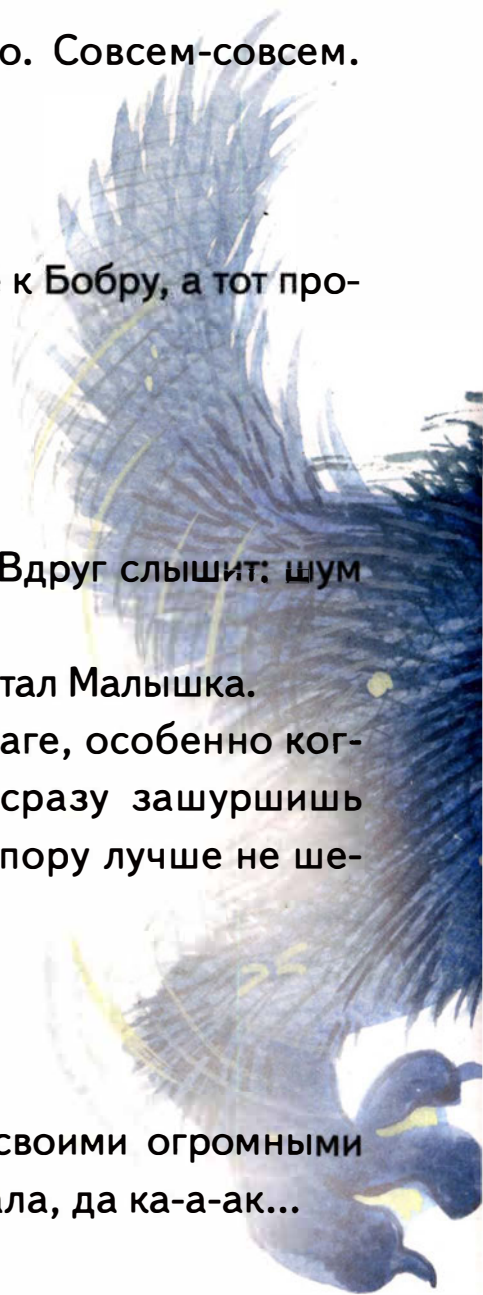 о. Совсем-совсем.
к Бобру, а тот про-
Вдруг слышит: шум
тал Малышка.
аге, особенно ког-
сразу зашуршишь
пору лучше не ше-
своими огромными
ла, да ка-а-ак...